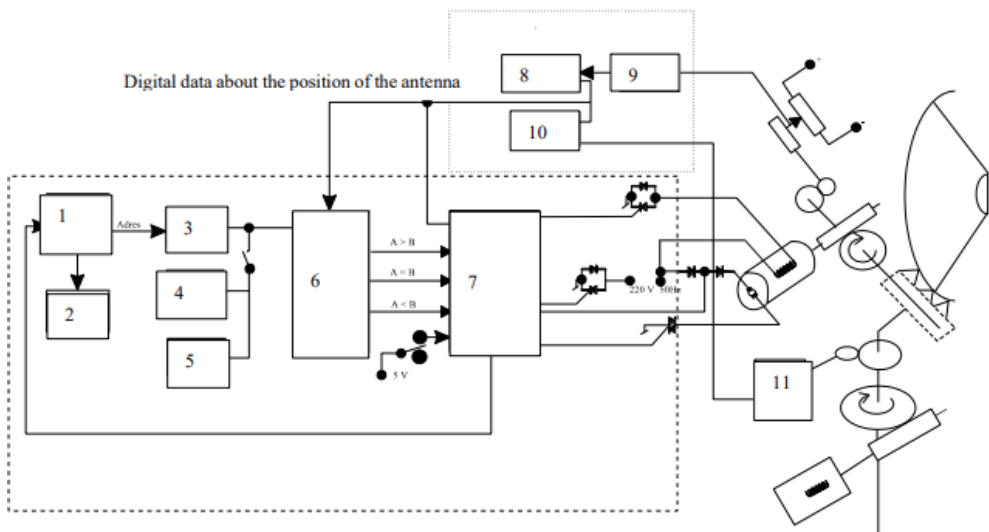 8
9
+
Digital data about the position of the antenna
10
-
1
Adres
3
6
A > B
7
4
A = B
220 V 50Hz
2
A < B
5
5 V
11